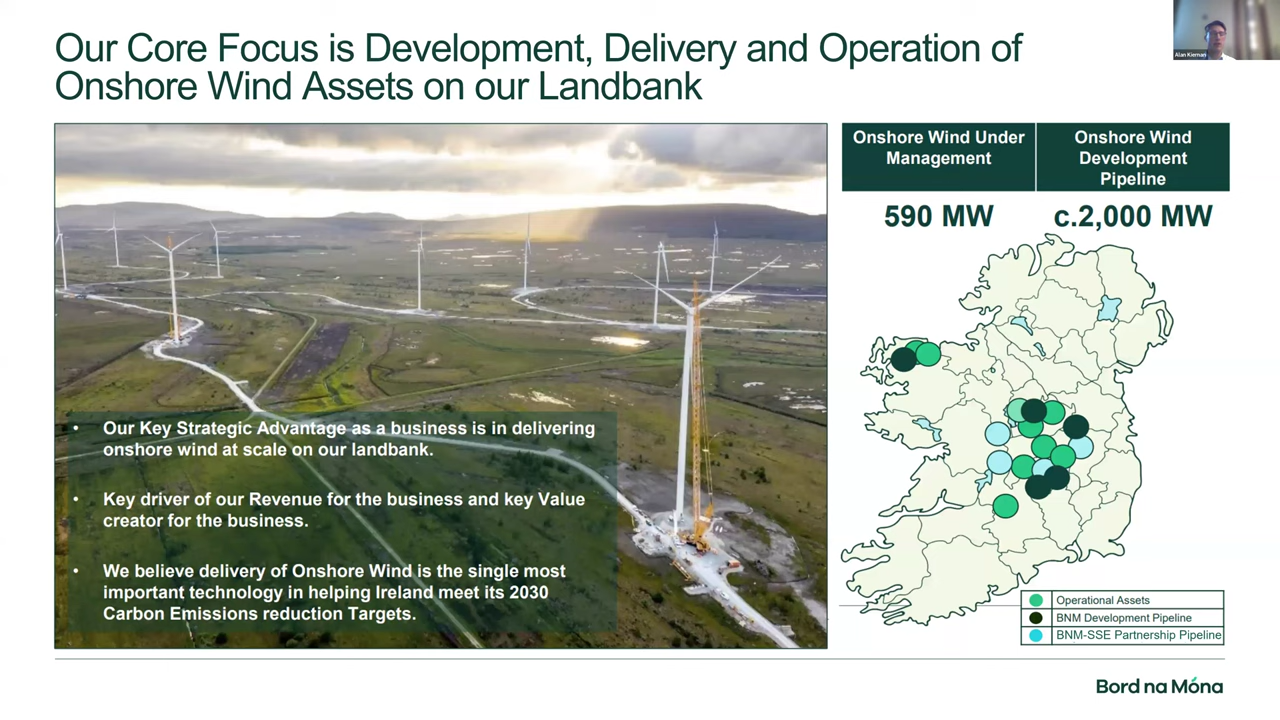 Our Core Focus is Development, Delivery and Operation of
Onshore Wind Assets on our Landbank
Alan Kiernan
Onshore Wind Under
Management
Onshore Wind
Development
Pipeline
590 MW
c.2,000 MW
• Our Key Strategic Advantage as a business is in delivering
onshore wind at scale on our landbank.
• Key driver of our Revenue for the business and key Value
creator for the business.
• We believe delivery of Onshore Wind is the single most
important technology in helping Ireland meet its 2030
Carbon Emissions reduction Targets.
Operational Assets
BNM Development Pipeline
BNM-SSE Partnership Pipeline
Bord na Móna